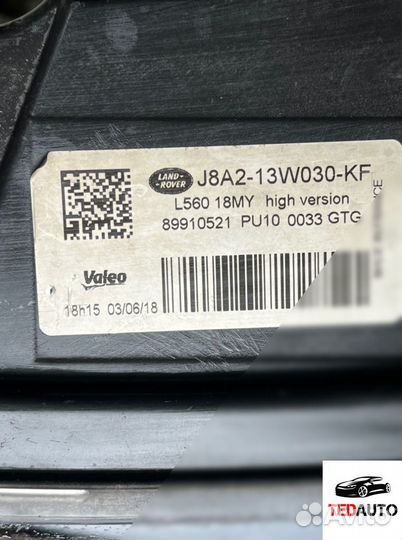 LAND-
ROVER
J8A2-13W030-KF
L560 18MY high version
89910521 PU10 0033 GTG
Valeo
18h15 03/06/18
TEDAUTO
Avito